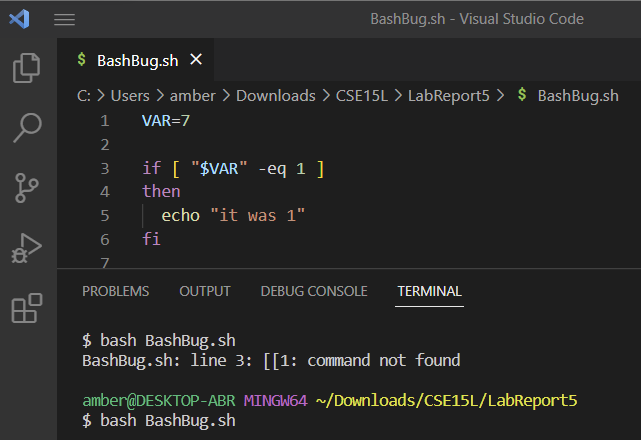 BashBug.sh - Visual Studio Code
$ BashBug.sh ×
C: > Users > amber > Downloads > CSE15L > LabReport5 > $ BashBug.sh
1 VAR=7
2
3 if [ "$VAR" -eq 1 ]
4 then
5 echo "it was 1"
6 fi
7
PROBLEMS OUTPUT DEBUG CONSOLE TERMINAL
$ bash BashBug.sh
BashBug.sh: line 3: [[1: command not found
amber@DESKTOP-ABR MINGW64 ~/Downloads/CSE15L/LabReport5
$ bash BashBug.sh